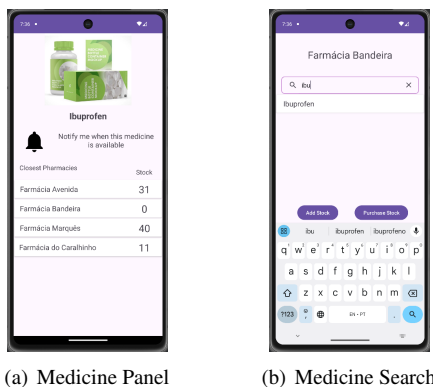 7:36
Ibuprofen
Notify me when this medicine
is available
Closest Pharmacies
Stock
Farmácia Avenida 31
Farmácia Bandeira 0
Farmácia Marquês 40
Farmácia do Caralhinho 11
(a) Medicine Panel
7:36
Farmácia Bandeira
ibu
Ibuprofen
Add Stock Purchase Stock
ibu ibuprofen ibuprofeno
q w e r t y u i o p
a s d f g h j k l
z x c v b n m
?123 , EN • PT .
(b) Medicine Search